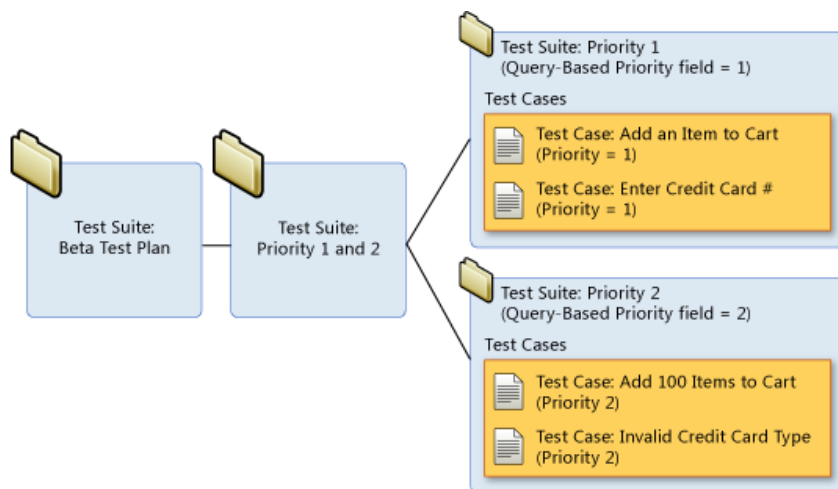 Test Suite:
Beta Test Plan
Test Suite:
Priority 1 and 2
Test Suite: Priority 1
(Query-Based Priority field = 1)
Test Cases
Test Case: Add an Item to Cart
(Priority = 1)
Test Case: Enter Credit Card #
(Priority = 1)
Test Suite: Priority 2
(Query-Based Priority field = 2)
Test Cases
Test Case: Add 100 Items to Cart
(Priority 2)
Test Case: Invalid Credit Card Type
(Priority 2)